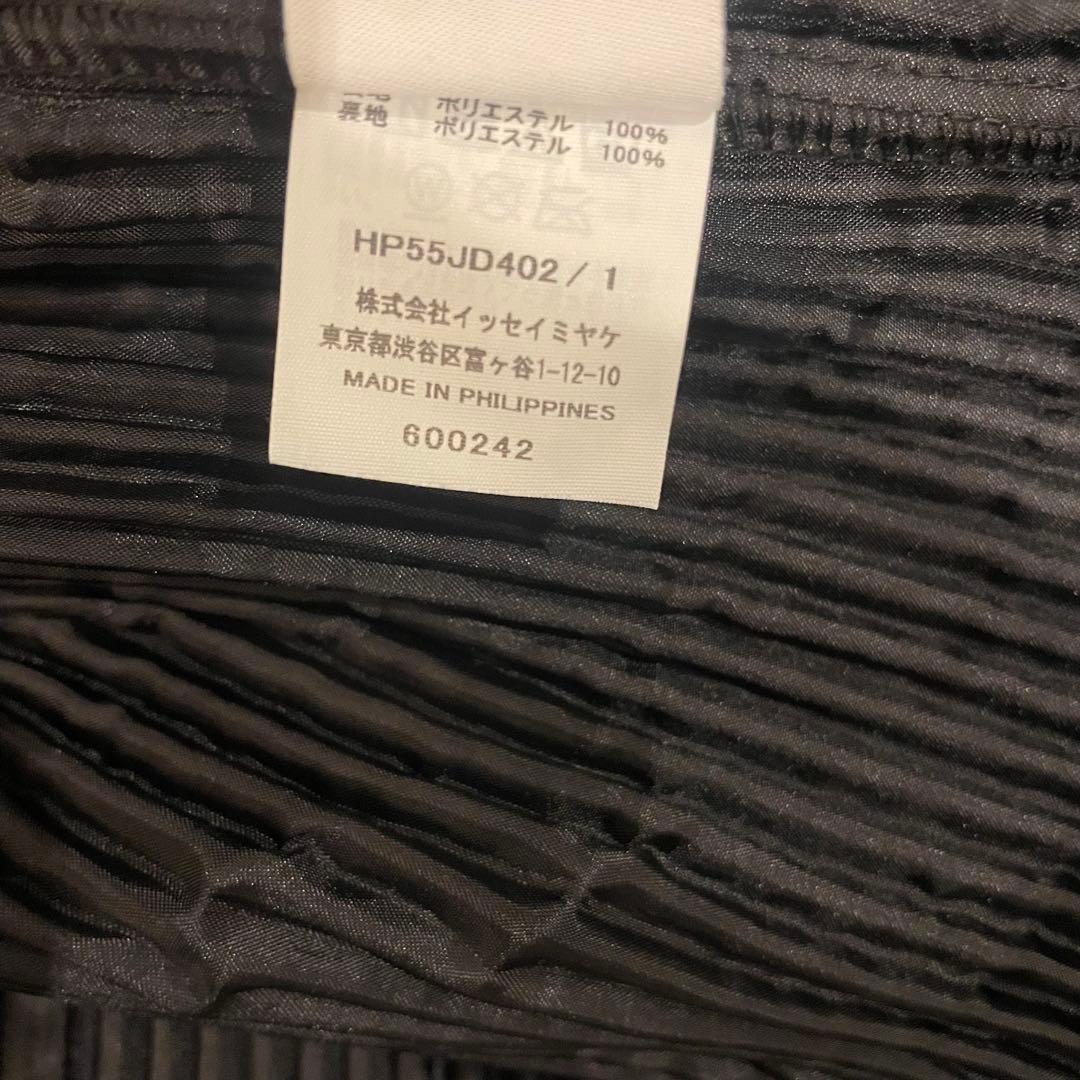 ポリエステル 100%
裏地 ポリエステル 100%
HP55JD402 / 1
株式会社イッセイミヤケ
東京都渋谷区富ヶ谷1-12-10
MADE IN PHILIPPINES
600242